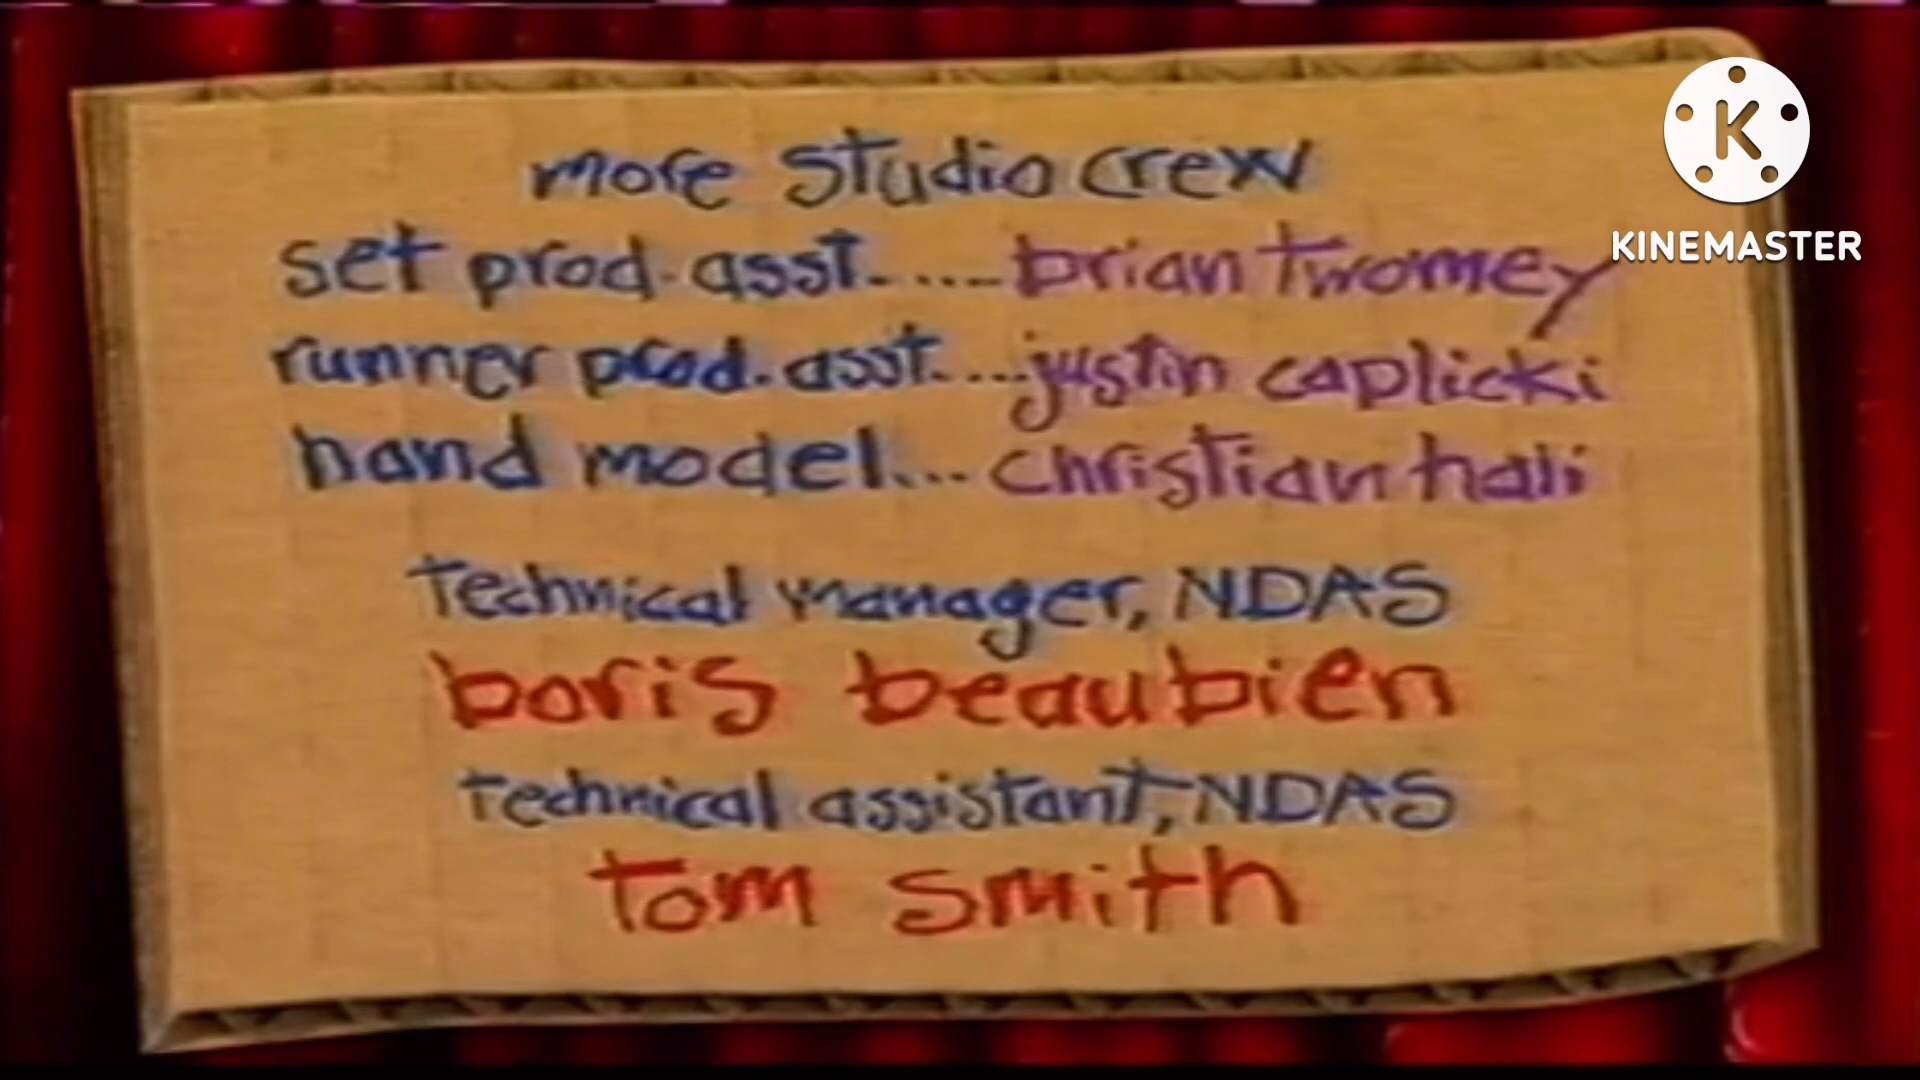 more studio crew
set prod. asst......brian twomey
runner prod. asst....justin caplicki
hand model....christian hali
technical manager, NDAS
boris beaubien
technical assistant, NDAS
tom smith
K
KINEMASTER